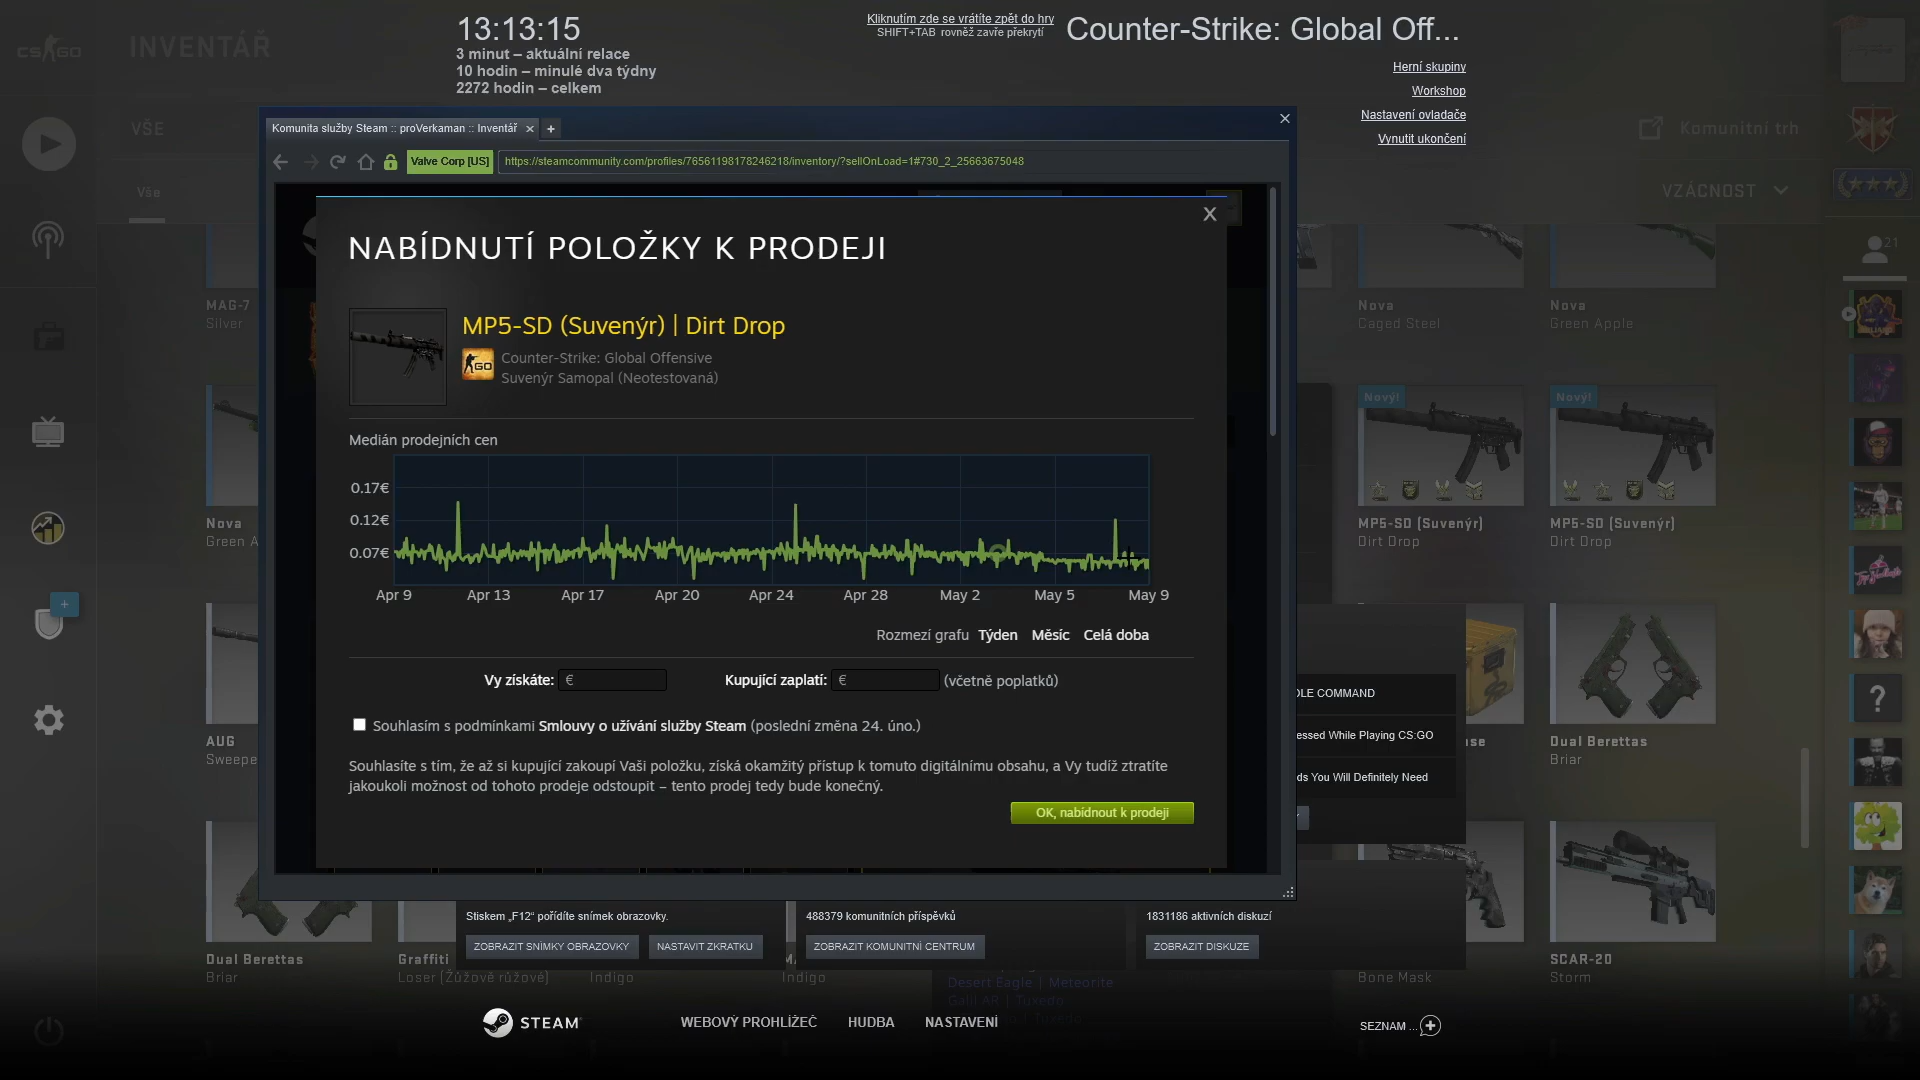 13:13:15
3 minut – aktuální relace
10 hodin – minulé dva týdny
2272 hodin – celkem
Kliknutím zde se vrátíte zpět do hry
SHIFT+TAB rovněž zavře překrytí
Counter-Strike: Global Off...
Herní skupiny
Workshop
Nastavení ovladače
Vynutit ukončení
CS GO
INVENTÁŘ
VŠE
Vše
Komunitní trh
VZÁCNOST
21
Komunita služby Steam :: proVerkaman :: Inventář
Valve Corp [US]
https://steamcommunity.com/profiles/76561198178246218/inventory/?sellOnLoad=1#730_2_25663675048
NABÍDNUTÍ POLOŽKY K PRODEJI
X
MP5-SD (Suvenýr) | Dirt Drop
GO
Counter-Strike: Global Offensive
Suvenýr Samopal (Neotestovaná)
Medián prodejních cen
0.17€
0.12€
0.07€
Apr 9 Apr 13 Apr 17 Apr 20 Apr 24 Apr 28 May 2 May 5 May 9
Rozmezí grafu Týden Měsíc Celá doba
Vy získáte: €
Kupující zaplatí: € (včetně poplatků)
Souhlasím s podmínkami Smlouvy o užívání služby Steam (poslední změna 24. úno.)
Souhlasíte s tím, že až si kupující zakoupí Vaši položku, získá okamžitý přístup k tomuto digitálnímu obsahu, a Vy tudíž ztratíte
jakoukoli možnost od tohoto prodeje odstoupit – tento prodej tedy bude konečný.
OK, nabídnout k prodeji
MAG-7
Silver
Nova
Caged Steel
Nova
Green Apple
Nova
Green A
Nový!
MP5-SD (Suvenýr)
Dirt Drop
Nový!
MP5-SD (Suvenýr)
Dirt Drop
AUG
Sweepe
OLE COMMAND
essed While Playing CS:GO
ds You Will Definitely Need
se
Dual Berettas
Briar
?
Stiskem „F12“ pořídíte snímek obrazovky.
ZOBRAZIT SNÍMKY OBRAZOVKY
NASTAVIT ZKRATKU
488379 komunitních příspěvků
ZOBRAZIT KOMUNITNÍ CENTRUM
1831186 aktivních diskuzí
ZOBRAZIT DISKUZE
Dual Berettas
Briar
Graffiti
Loser (Žůžově růžové)
Indigo
Indigo
Desert Eagle | Meteorite
Galil AR | Tuxedo
Tuxedo
Bone Mask
SCAR-20
Storm
STEAM
WEBOVÝ PROHLÍŽEČ
HUDBA
NASTAVENÍ
SEZNAM ...